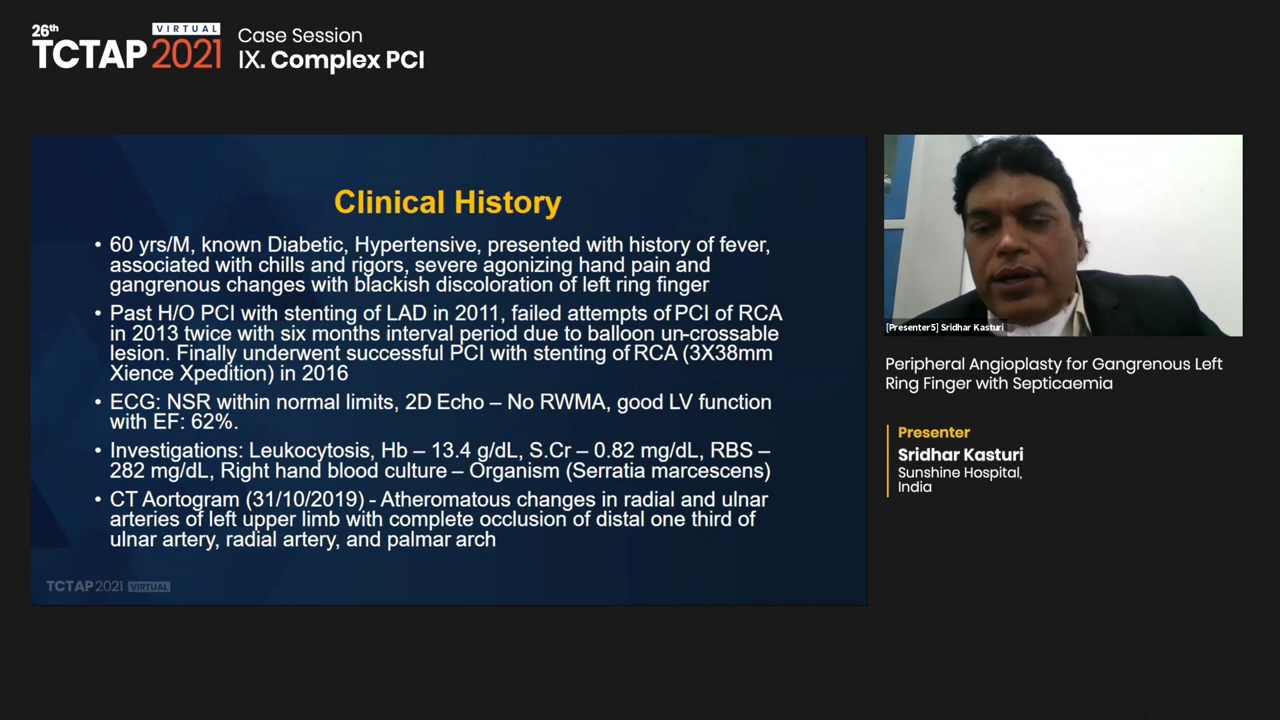 26th
VIRTUAL
TCTAP 2021
Case Session
IX. Complex PCI
Clinical History
• 60 yrs/M, known Diabetic, Hypertensive, presented with history of fever,
associated with chills and rigors, severe agonizing hand pain and
gangrenous changes with blackish discoloration of left ring finger
• Past H/O PCI with stenting of LAD in 2011, failed attempts of PCI of RCA
in 2013 twice with six months interval period due to balloon un-crossable
lesion. Finally underwent successful PCI with stenting of RCA (3X38mm
Xience Xpedition) in 2016
• ECG: NSR within normal limits, 2D Echo – No RWMA, good LV function
with EF: 62%.
• Investigations: Leukocytosis, Hb – 13.4 g/dL, S.Cr – 0.82 mg/dL, RBS –
282 mg/dL, Right hand blood culture – Organism (Serratia marcescens)
• CT Aortogram (31/10/2019) - Atheromatous changes in radial and ulnar
arteries of left upper limb with complete occlusion of distal one third of
ulnar artery, radial artery, and palmar arch
TCTAP 2021 VIRTUAL
[Presenter5] Sridhar Kasturi
Peripheral Angioplasty for Gangrenous Left
Ring Finger with Septicaemia
Presenter
Sridhar Kasturi
Sunshine Hospital,
India